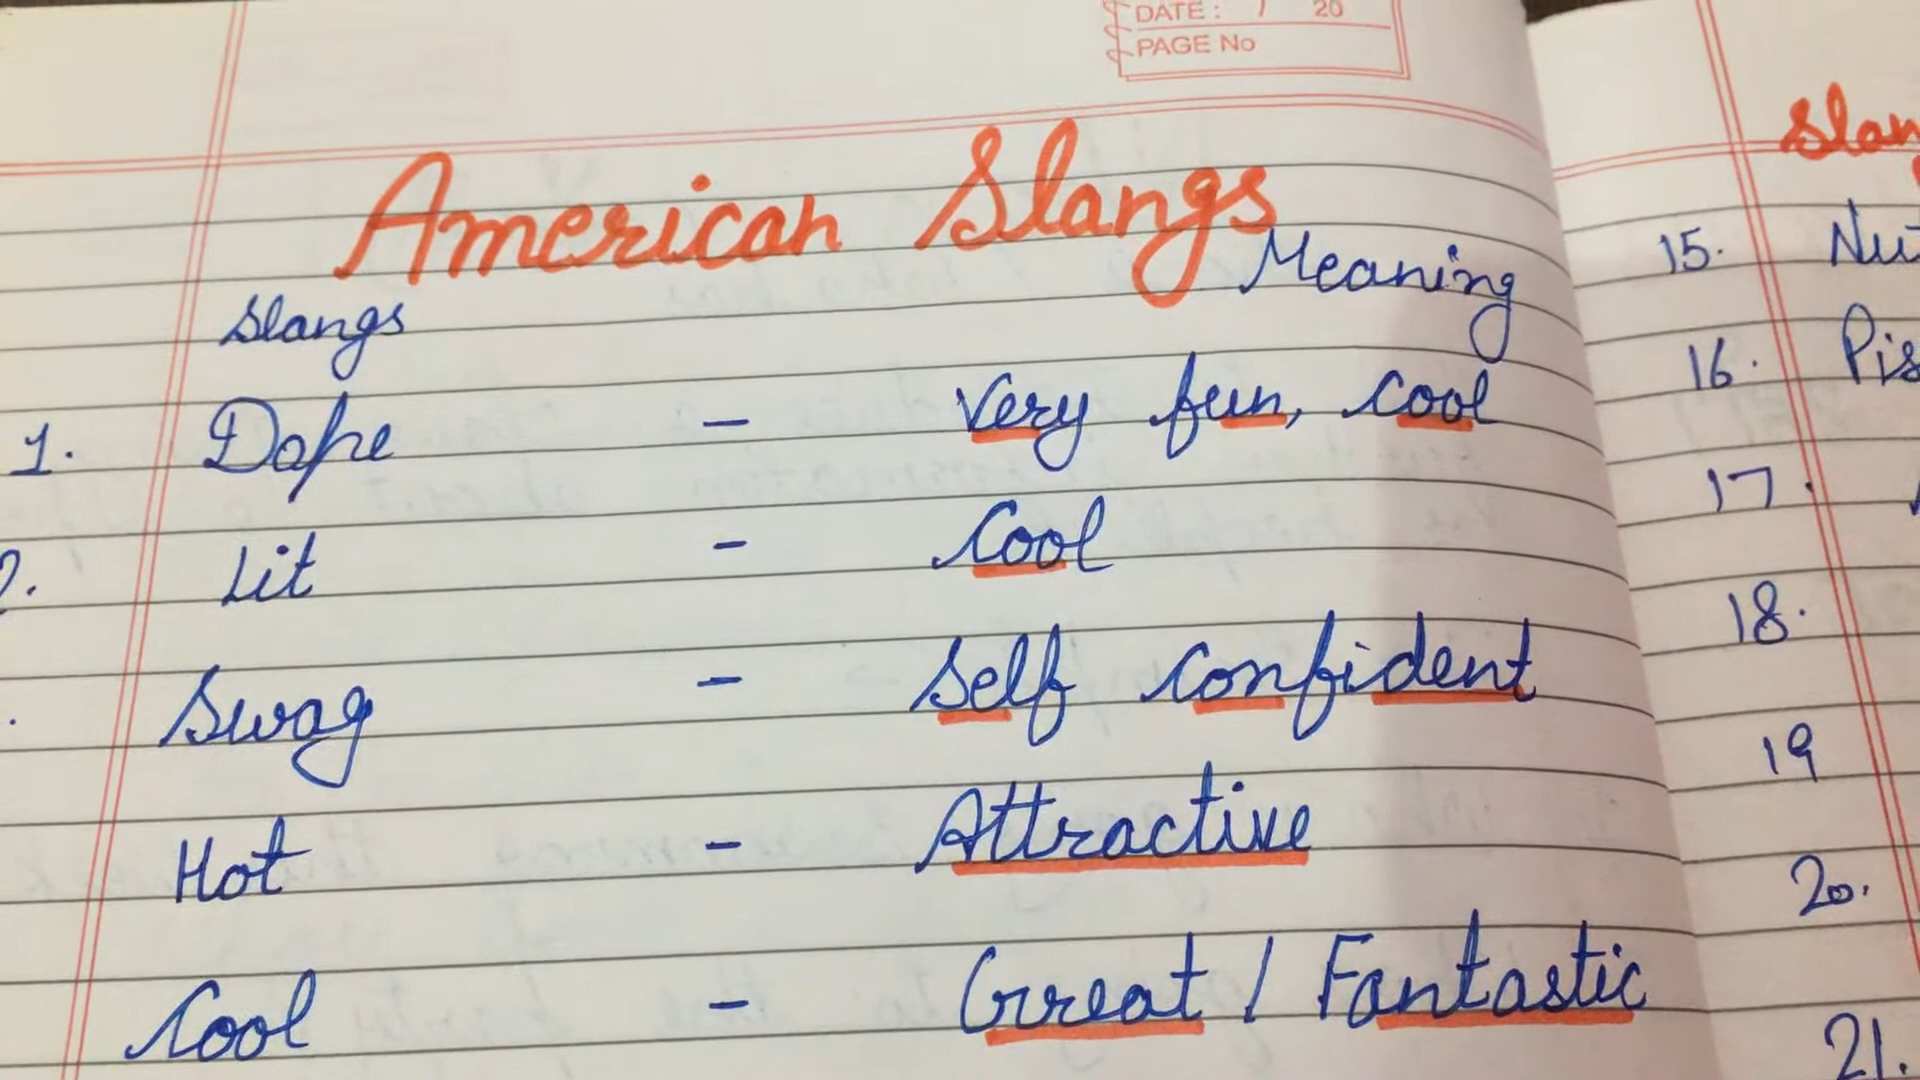 DATE : / 20
PAGE No
American Slangs
Slangs Meaning
1. Dope - Very fun, cool
2. Lit - Cool
Swag - Self confident
Hot - Attractive
Cool - Great / Fantastic
15.
16.
17.
18.
19
20.
21.